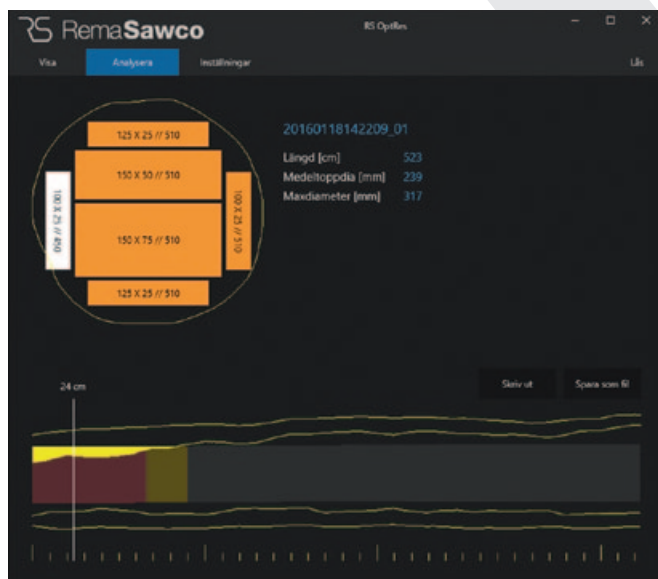 RS RemaSawco
RS OptRes
Visa Analysera Inställningar Lås
125 X 25 // 510
150 X 50 // 510
100 X 25 // 450
100 X 25 // 510
150 X 75 // 510
125 X 25 // 510
20160118142209_01
Längd [cm] 523
Medeltoppdia [mm] 239
Maxdiameter [mm] 317
Skriv ut Spara som fil
24 cm